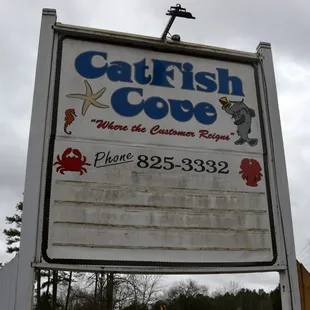 CatFish
Cove
"Where the Customer Reigns"
Phone 825-3332